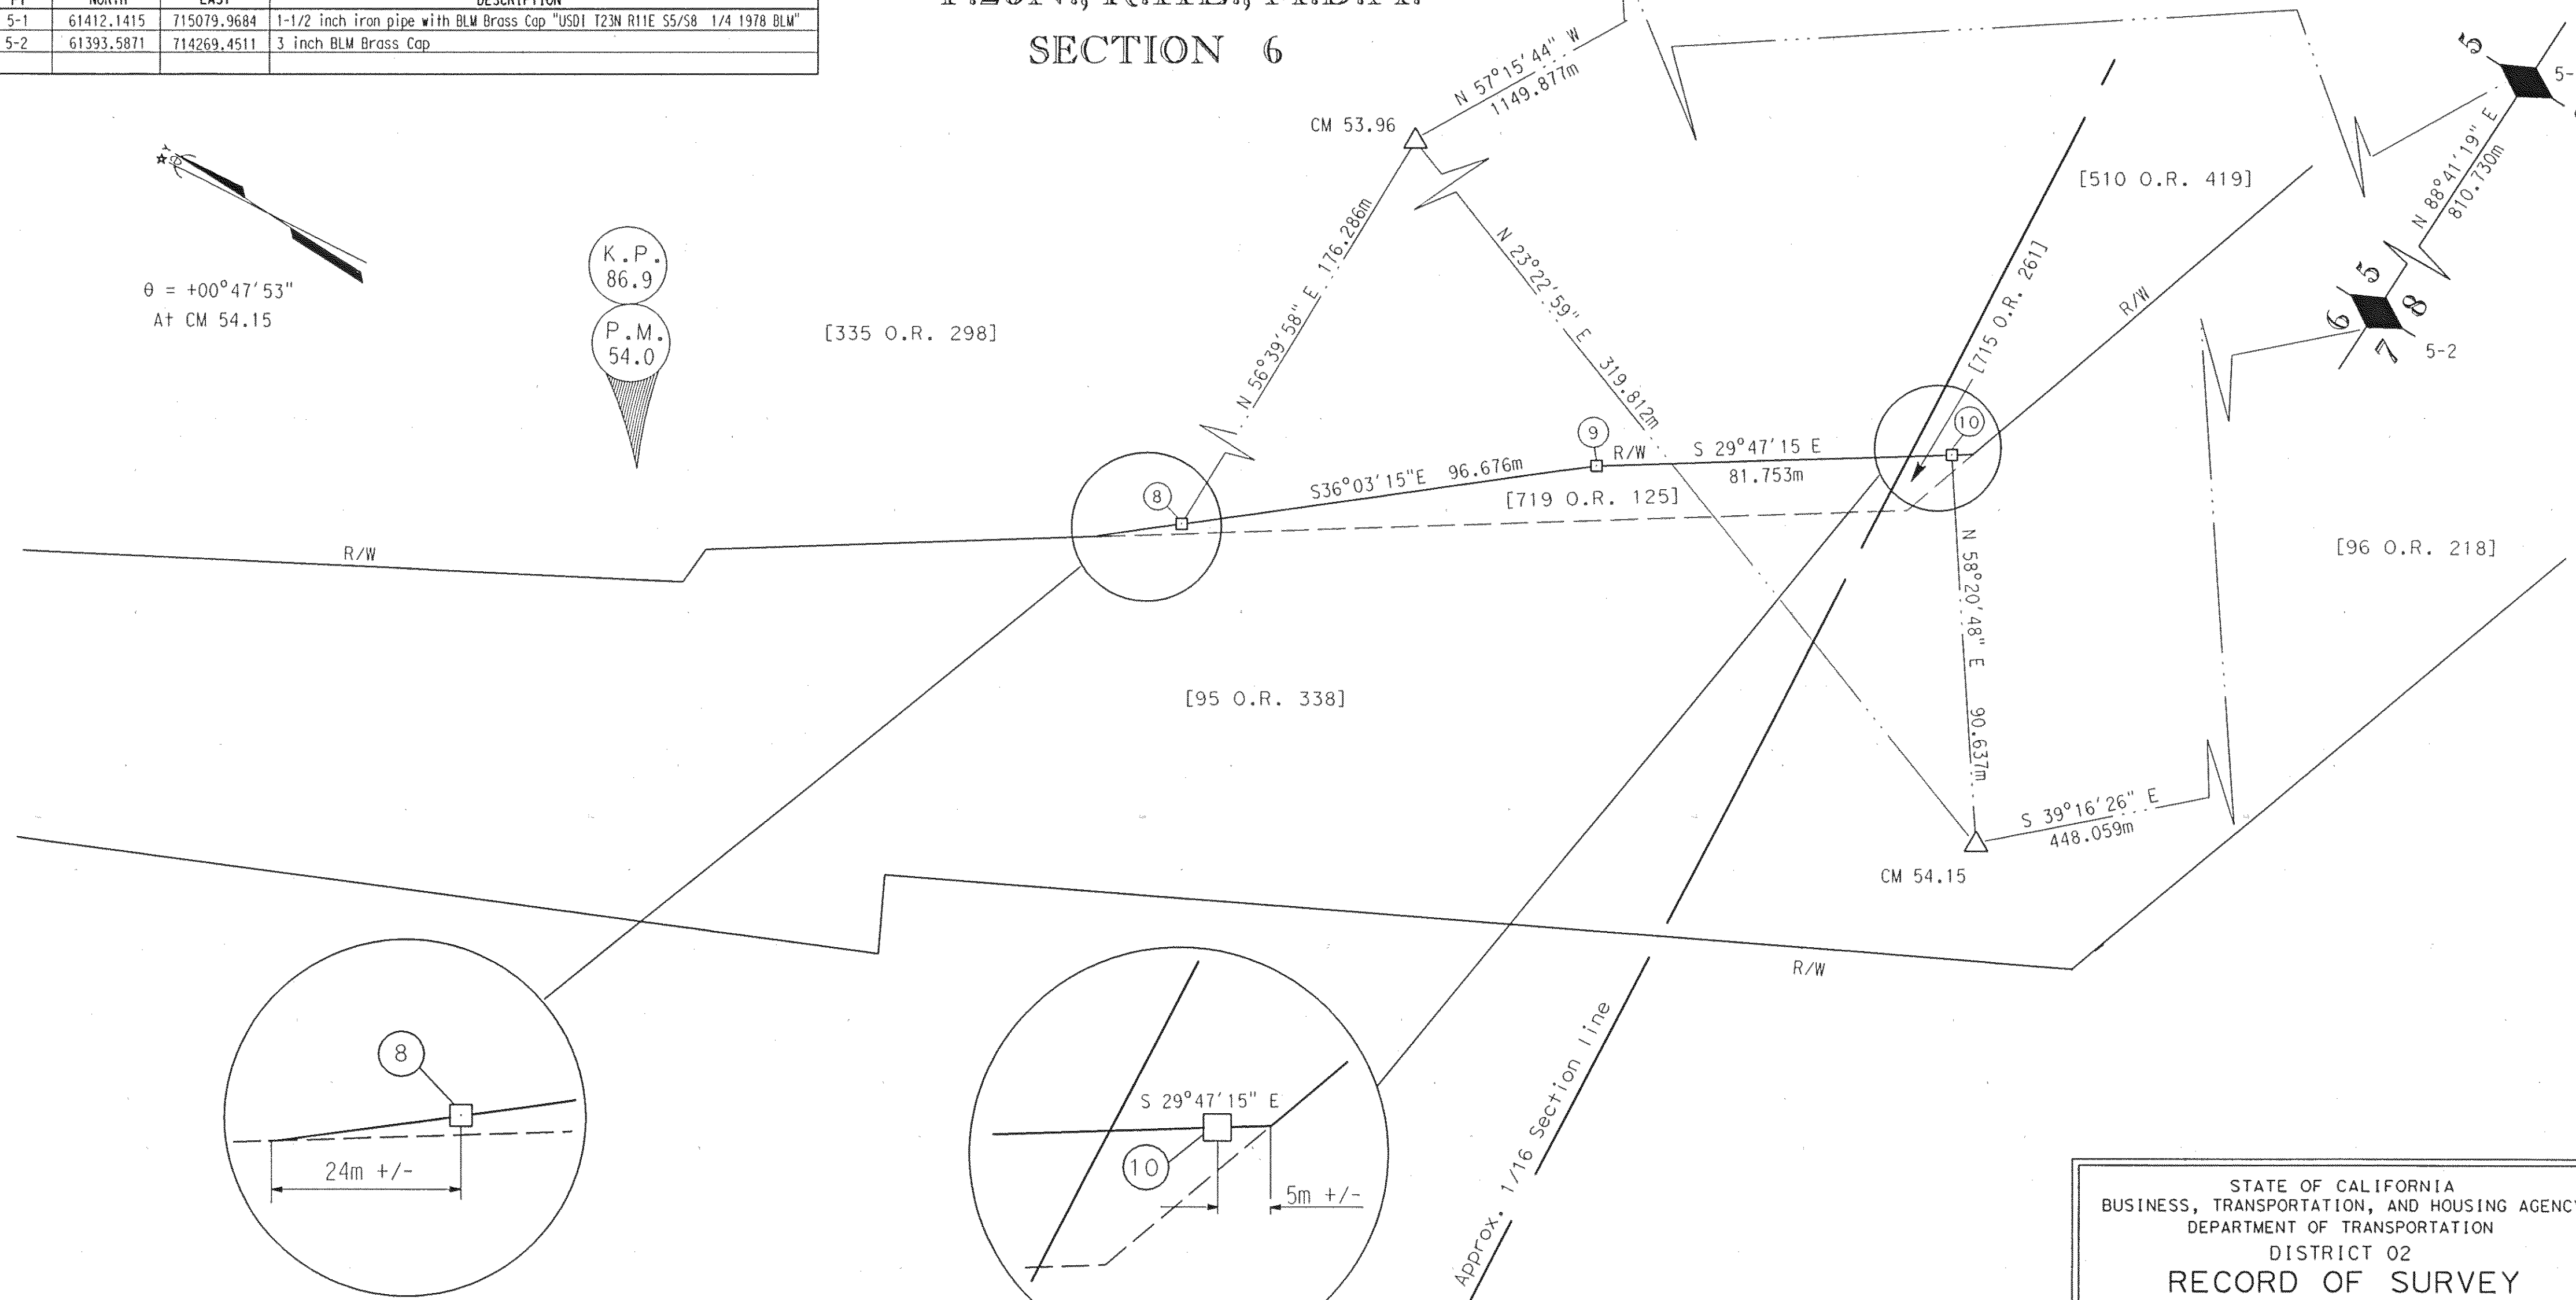 PT NORTH EAST DESCRIPTION
5-1 61412.1415 715079.9684 1-1/2 inch iron pipe with BLM Brass Cap "USDI T23N R11E S5/S8 1/4 1978 BLM"
5-2 61393.5871 714269.4511 3 inch BLM Brass Cap
SECTION 6
N 57°15'44" W
1149.877m
CM 53.96
5
5-
[510 O.R. 419]
N 88°41'19" E
810.730m
θ = +00°47'53"
At CM 54.15
K.P.
86.9
P.M.
54.0
[335 O.R. 298]
N 56°39'58" E 176.286m
N 23°22'59" E 319.812m
[715 O.R. 261]
R/W
5
6
8
7
5-2
8
S36°03'15"E 96.676m
9
R/W
S 29°47'15 E
81.753m
10
[719 O.R. 125]
R/W
N 58°20'48" E 90.637m
[96 O.R. 218]
[95 O.R. 338]
S 39°16'26" E
448.059m
CM 54.15
R/W
Approx. 1/16 Section line
8
24m +/-
S 29°47'15" E
10
5m +/-
STATE OF CALIFORNIA
BUSINESS, TRANSPORTATION, AND HOUSING AGENCY
DEPARTMENT OF TRANSPORTATION
DISTRICT 02
RECORD OF SURVEY